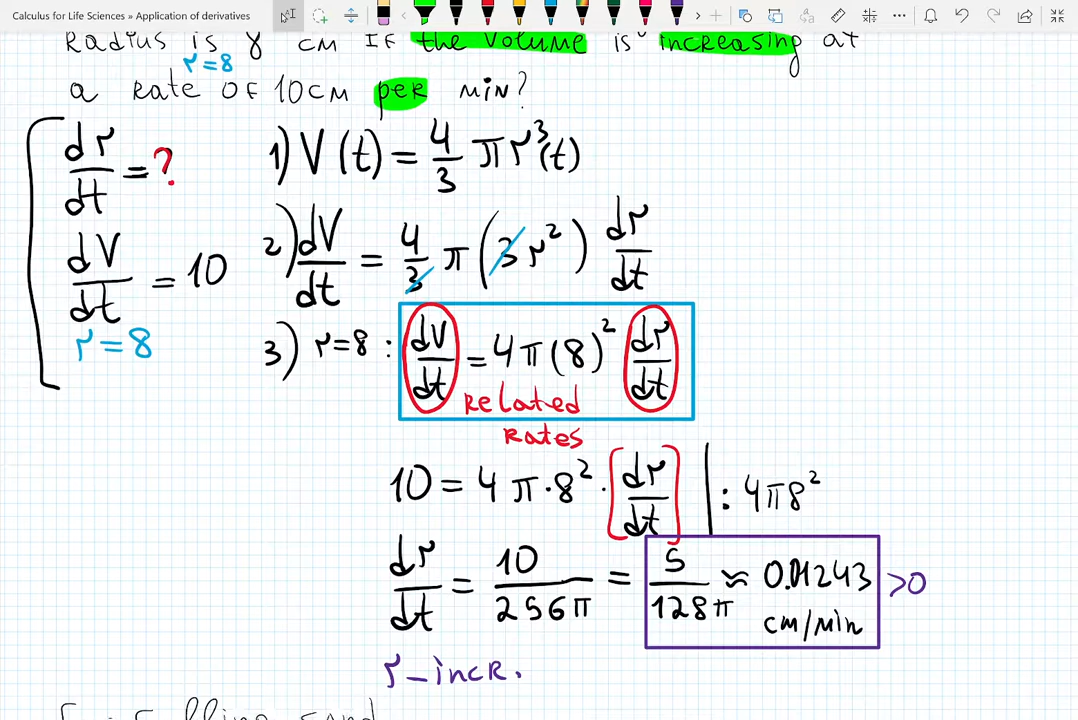 Calculus for Life Sciences » Application of derivatives
Radius is 8 cm If the volume is increasing at
r=8
a rate of 10cm per min?
dr/dt = ?
dV/dt = 10
r=8
1) V(t) = 4/3 πr³(t)
2) dV/dt = 4/3 π (3r²) dr/dt
3) r=8 : dV/dt = 4π(8)² dr/dt
Related
rates
10 = 4π·8²·[dr/dt] | : 4π8²
dr/dt = 10/256π = 5/128π ≈ 0.01243 >0
cm/min
r-incr.